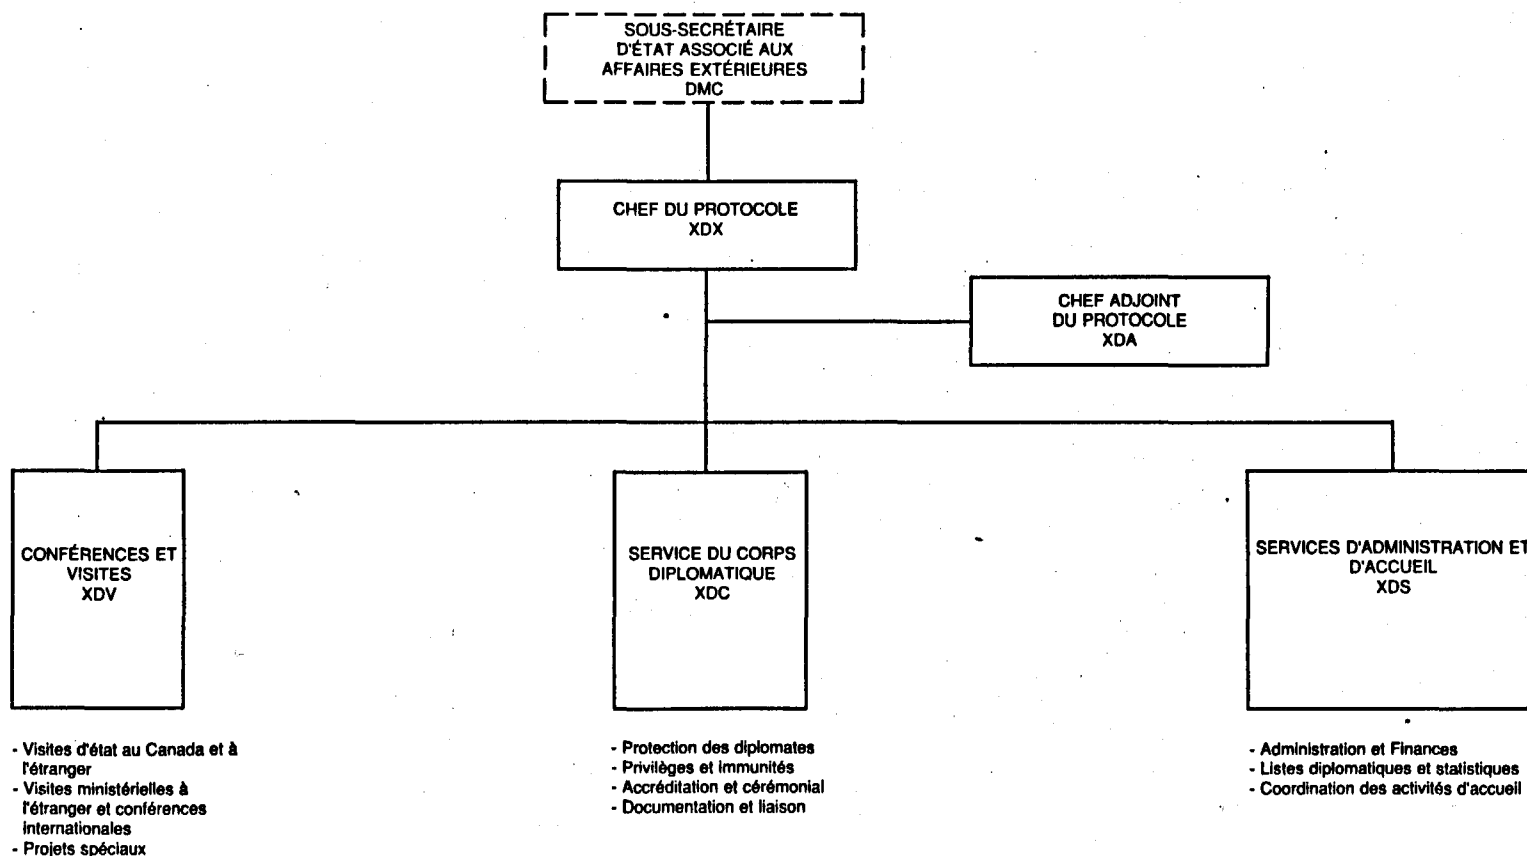 SOUS-SECRÉTAIRE
D'ÉTAT ASSOCIÉ AUX
AFFAIRES EXTÉRIEURES
DMC
CHEF DU PROTOCOLE
XDX
CHEF ADJOINT
DU PROTOCOLE
XDA
CONFÉRENCES ET
VISITES
XDV
SERVICE DU CORPS
DIPLOMATIQUE
XDC
SERVICES D'ADMINISTRATION ET
D'ACCUEIL
XDS
- Visites d'état au Canada et à
l'étranger
- Visites ministérielles à
l'étranger et conférences
internationales
- Projets spéciaux
- Protection des diplomates
- Privilèges et immunités
- Accréditation et cérémonial
- Documentation et liaison
- Administration et Finances
- Listes diplomatiques et statistiques
- Coordination des activités d'accueil